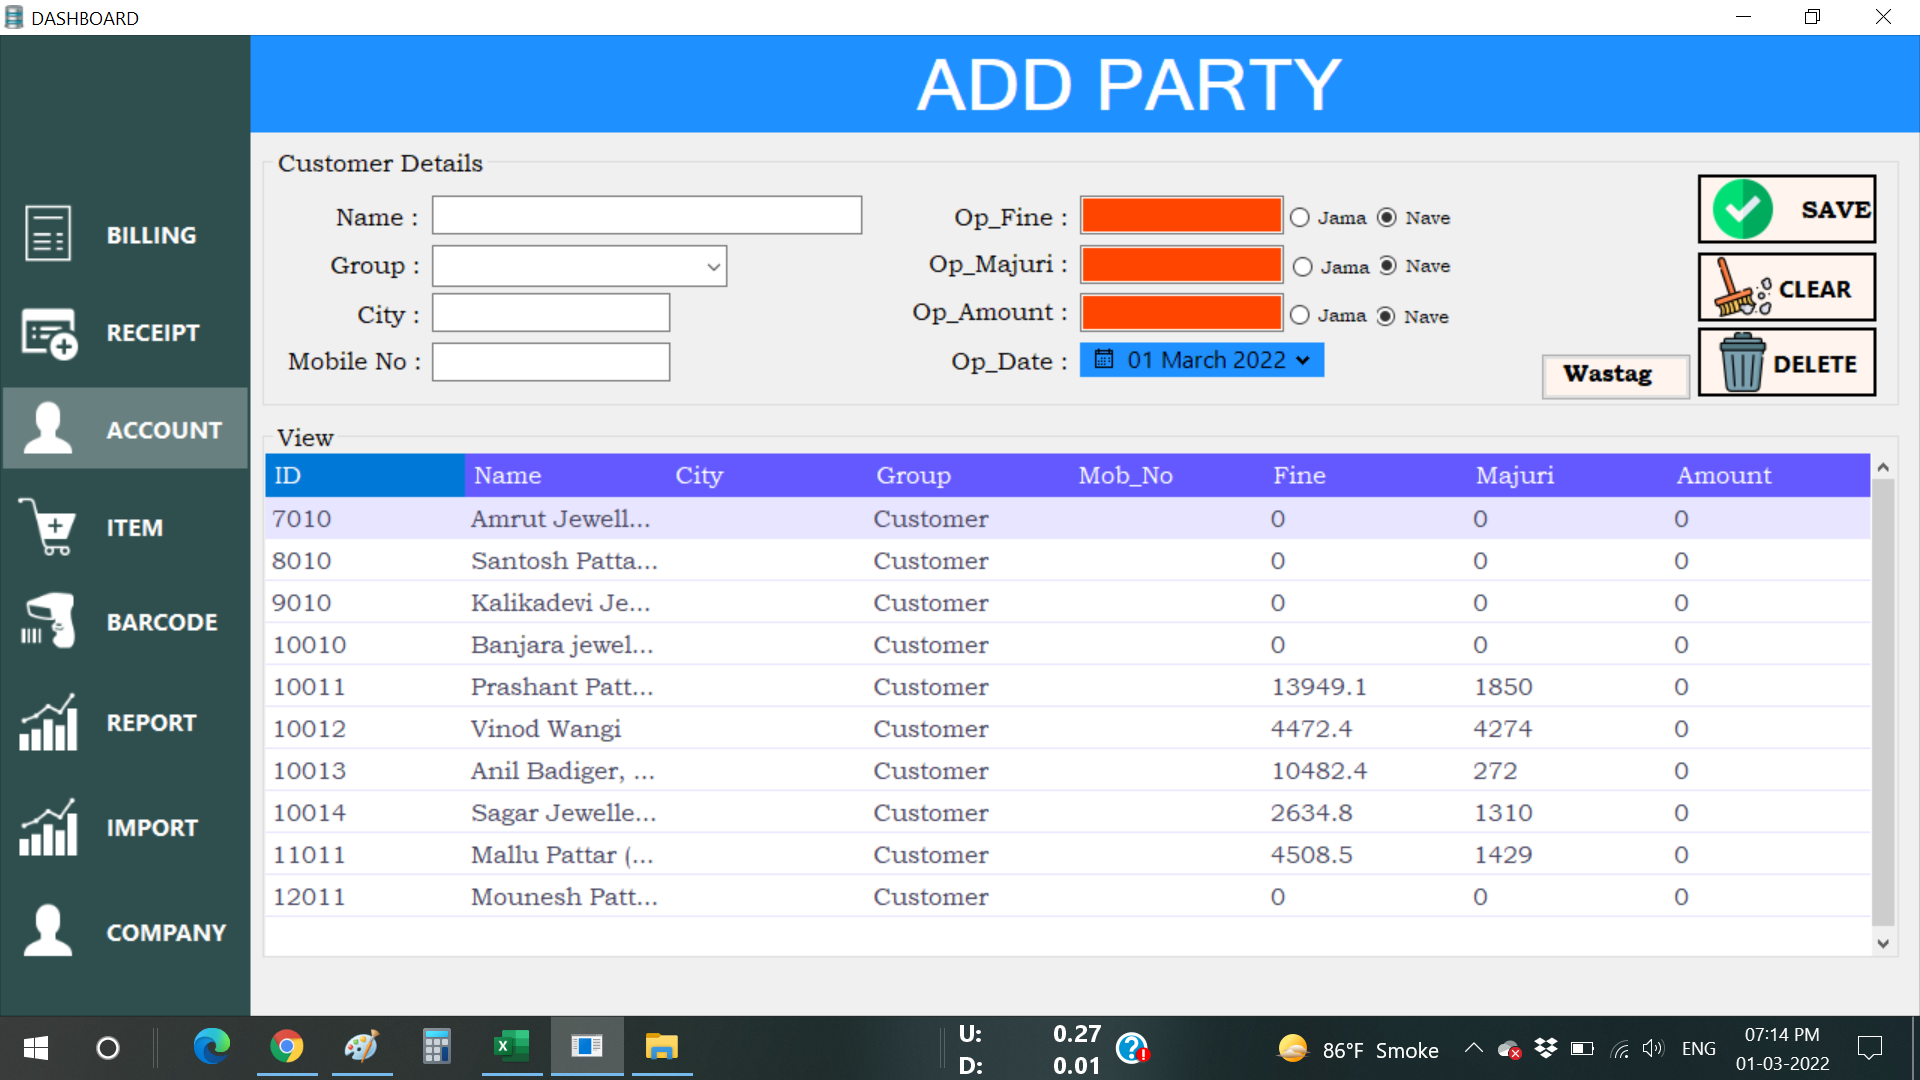 DASHBOARD
ADD PARTY
BILLING
RECEIPT
ACCOUNT
ITEM
BARCODE
REPORT
IMPORT
COMPANY
Customer Details
Name :
Group :
City :
Mobile No :
Op_Fine : Jama Nave
Op_Majuri : Jama Nave
Op_Amount : Jama Nave
Op_Date : 01 March 2022
SAVE
CLEAR
DELETE
Wastag
View
ID Name City Group Mob_No Fine Majuri Amount
7010 Amrut Jewell... Customer 0 0 0
8010 Santosh Patta... Customer 0 0 0
9010 Kalikadevi Je... Customer 0 0 0
10010 Banjara jewel... Customer 0 0 0
10011 Prashant Patt... Customer 13949.1 1850 0
10012 Vinod Wangi Customer 4472.4 4274 0
10013 Anil Badiger, ... Customer 10482.4 272 0
10014 Sagar Jewelle... Customer 2634.8 1310 0
11011 Mallu Pattar (... Customer 4508.5 1429 0
12011 Mounesh Patt... Customer 0 0 0
U: 0.27
D: 0.01
86°F Smoke
ENG
07:14 PM
01-03-2022